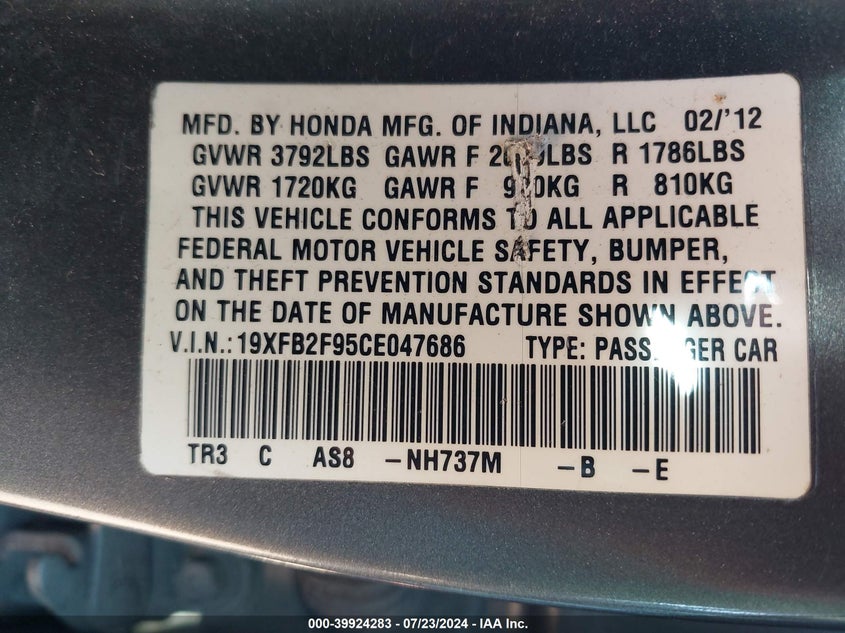 MFD. BY HONDA MFG. OF INDIANA, LLC 02/'12
GVWR 3792LBS GAWR F LBS R 1786LBS
GVWR 1720KG GAWR F KG R 810KG
THIS VEHICLE CONFORMS TO ALL APPLICABLE
FEDERAL MOTOR VEHICLE SAFETY, BUMPER,
AND THEFT PREVENTION STANDARDS IN EFFECT
ON THE DATE OF MANUFACTURE SHOWN ABOVE.
V.I.N.:19XFB2F95CE047686 TYPE: PASSENGER CAR
TR3 C AS8 -NH737M -B -E
000-39924283 - 07/23/2024 - IAA Inc.